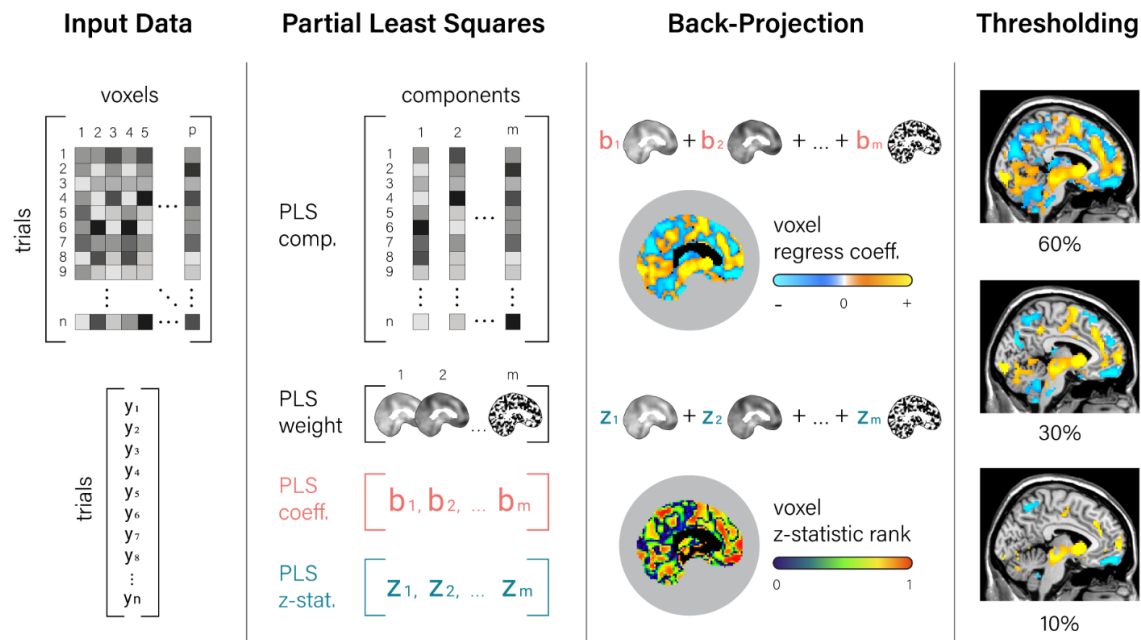 Input Data
voxels
1 2 3 4 5 p
trials
1
2
3
4
5
6
7
8
9
n
...
trials
y1
y2
y3
y4
y5
y6
y7
y8
yn
Partial Least Squares
components
1 2 m
PLS
comp.
1
2
3
4
5
6
7
8
9
...
n
...
1 2 m
PLS
weight
...
PLS
coeff.
b1, b2, ... bm
PLS
z-stat.
z1, z2, ... zm
Back-Projection
b1 + b2 + ... + bm
voxel
regress coeff.
- 0 +
z1 + z2 + ... + zm
voxel
z-statistic rank
0 1
Thresholding
60%
30%
10%